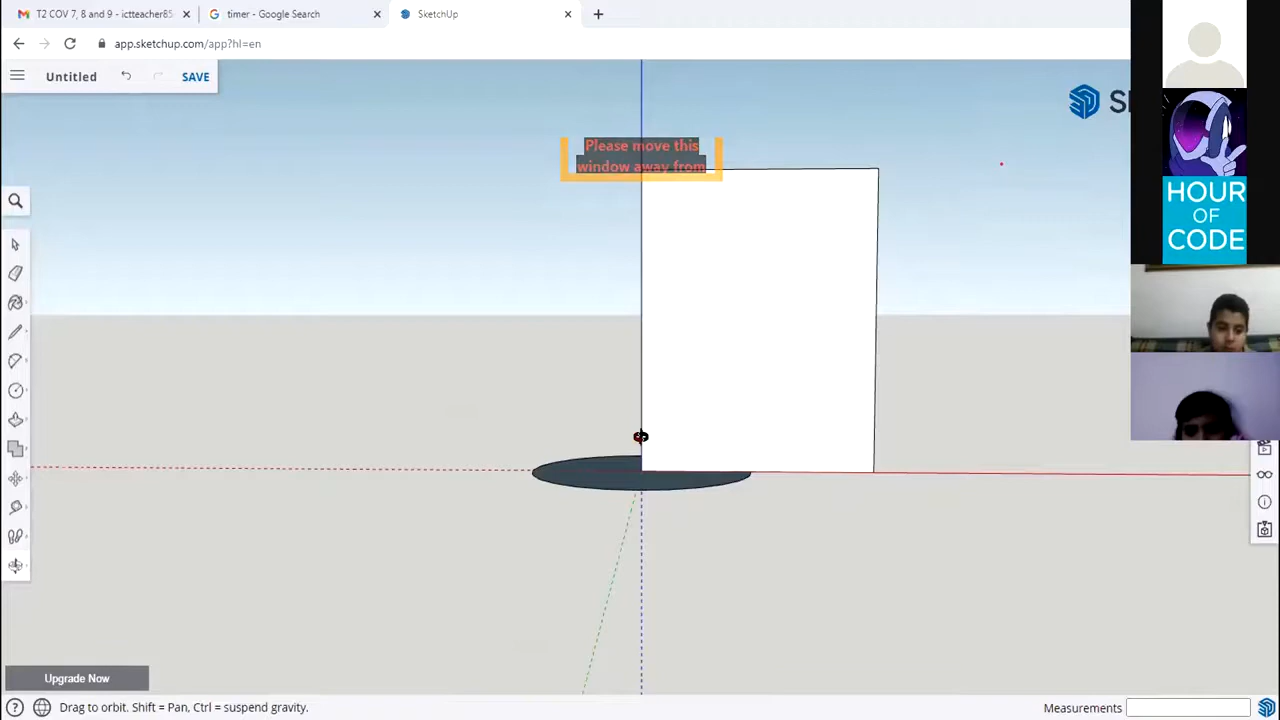 T2 COV 7, 8 and 9 - ictteacher85
timer - Google Search
SketchUp
app.sketchup.com/app?hl=en
Untitled
SAVE
Please move this
window away from
HOUR
OF
CODE
Upgrade Now
Drag to orbit. Shift = Pan, Ctrl = suspend gravity.
Measurements